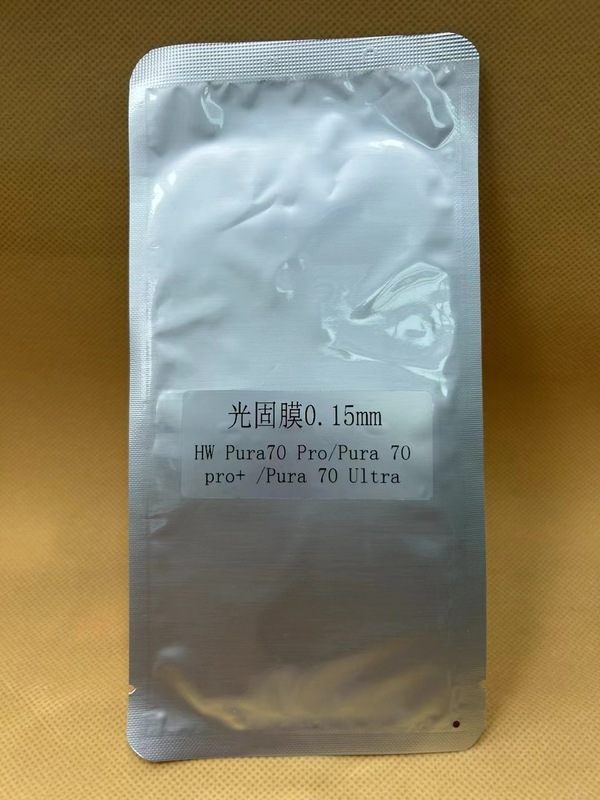 光固膜0.15mm
HW Pura70 Pro/Pura 70
pro+ /Pura 70 Ultra